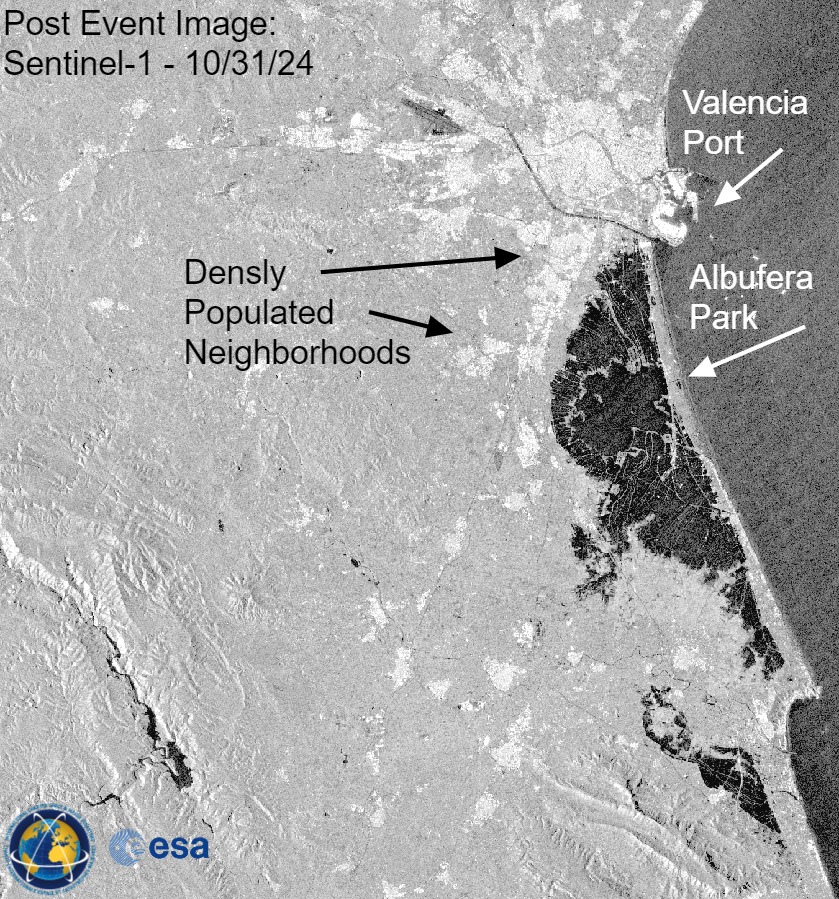 Post Event Image:
Sentinel-1 - 10/31/24
Valencia
Port
Densly
Populated
Neighborhoods
Albufera
Park
esa